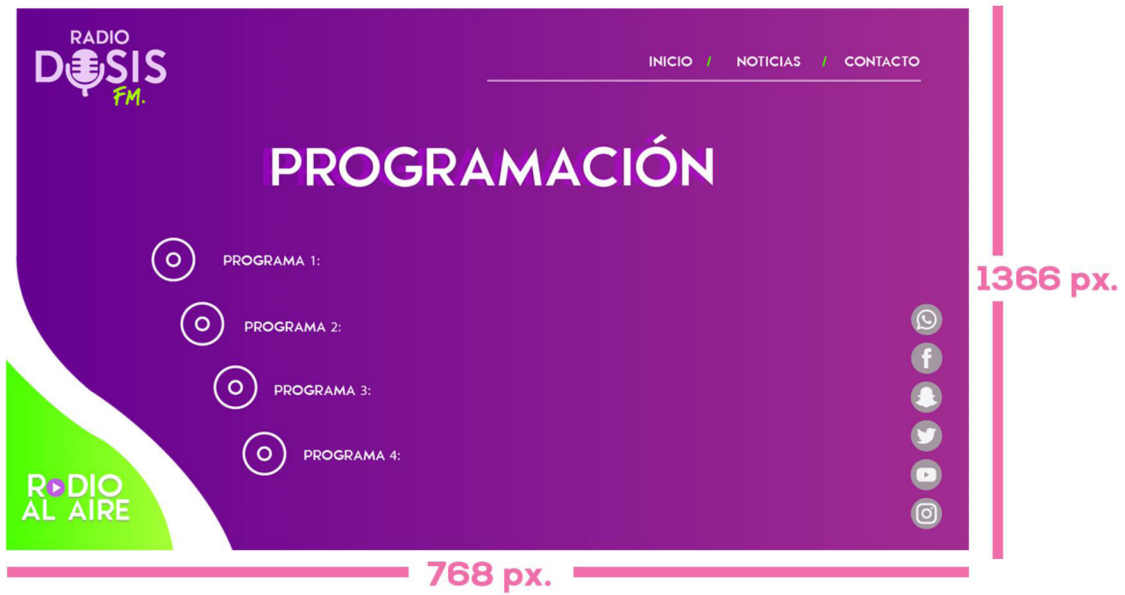 RADIO
DOSIS
FM.
INICIO / NOTICIAS / CONTACTO
PROGRAMACIÓN
PROGRAMA 1:
PROGRAMA 2:
PROGRAMA 3:
PROGRAMA 4:
RADIO
AL AIRE
1366 px.
768 px.